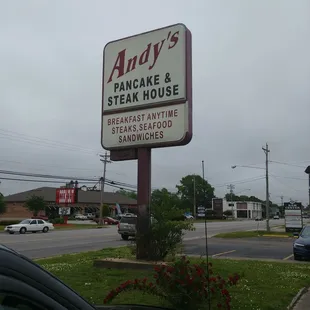 Andy's
PANCAKE &
STEAK HOUSE
BREAKFAST ANYTIME
STEAKS, SEAFOOD
SANDWICHES